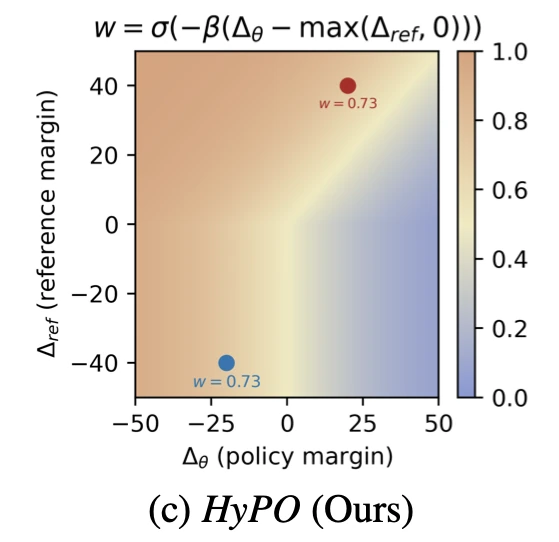 w = σ(−β(Δθ − max(Δref, 0)))
Δref (reference margin)
40
20
0
−20
−40
w = 0.73
w = 0.73
−50 −25 0 25 50
Δθ (policy margin)
1.0
0.8
0.6
0.4
0.2
0.0
(c) HyPO (Ours)